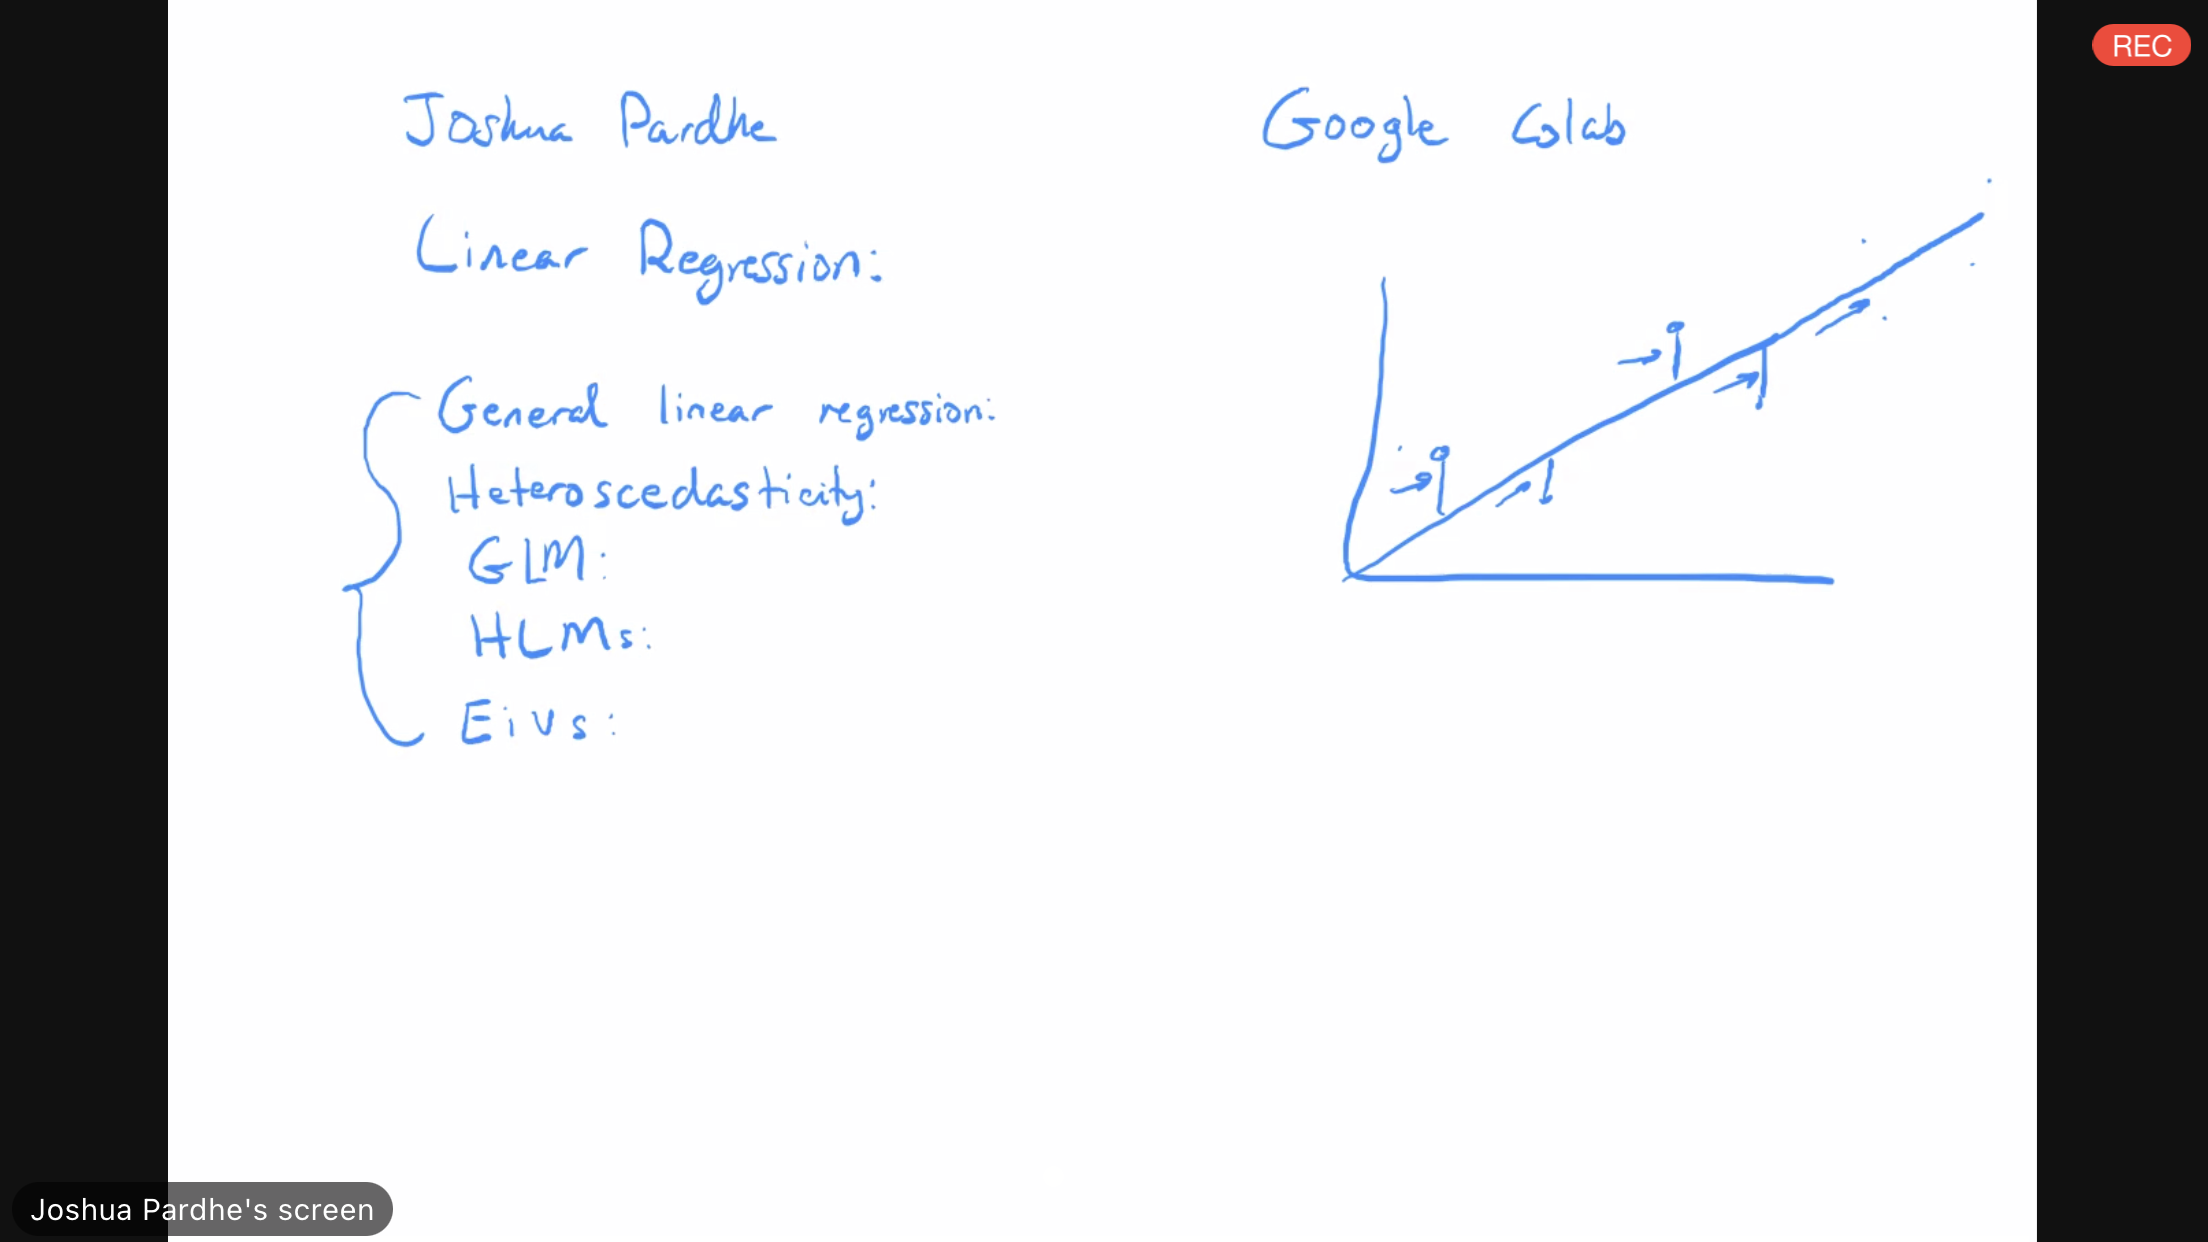 REC
Joshua Pardhe
Google Colab
Linear Regression:
General linear regression:
Heteroscedasticity:
GLM:
HLMs:
Eivs:
Joshua Pardhe's screen